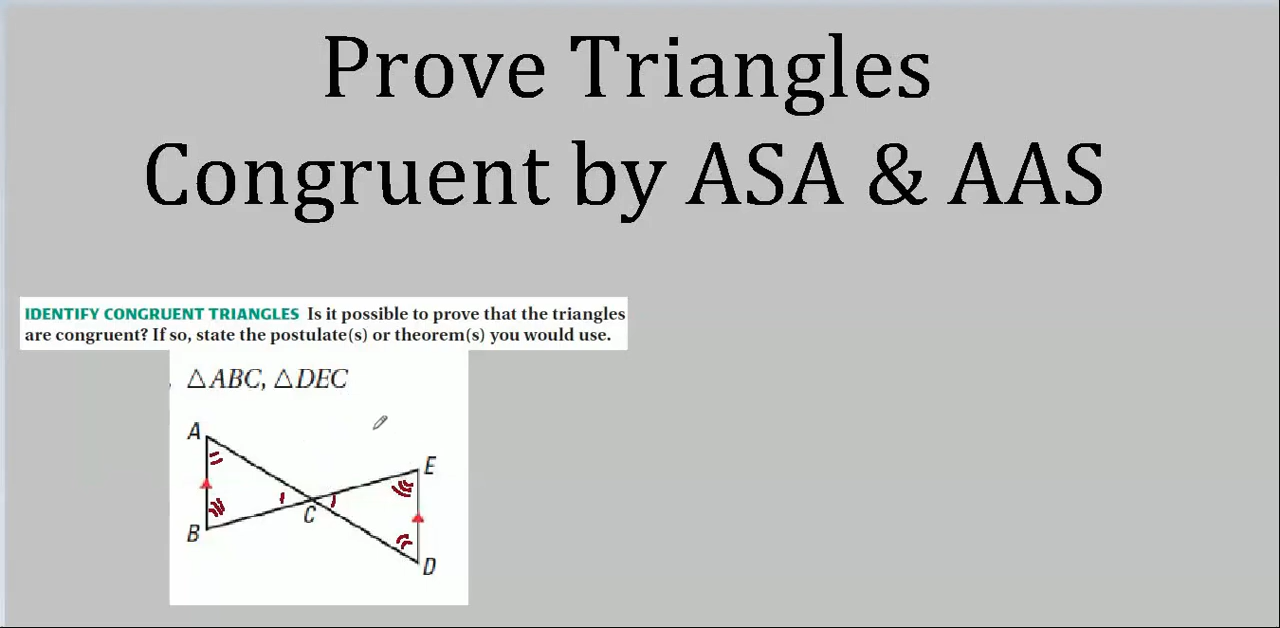 Prove Triangles
Congruent by ASA & AAS
IDENTIFY CONGRUENT TRIANGLES Is it possible to prove that the triangles
are congruent? If so, state the postulate(s) or theorem(s) you would use.
△ABC, △DEC
A
E
C
B
D